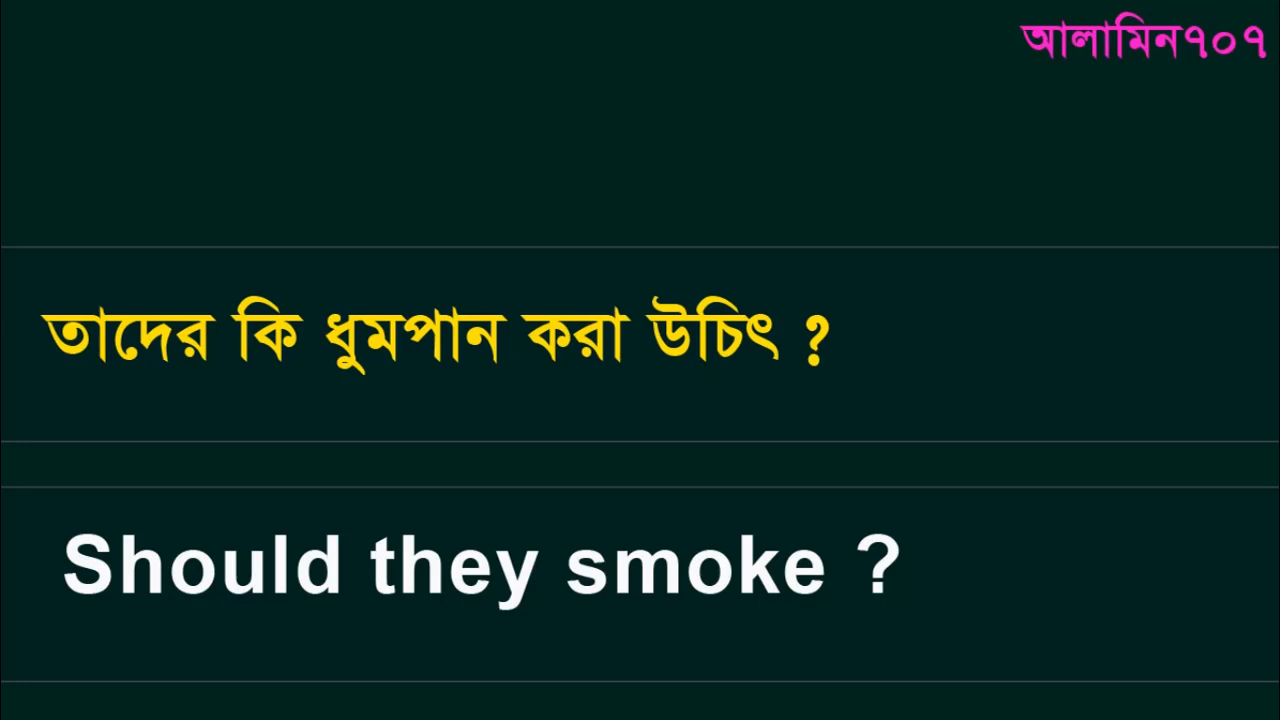 আলামিন৭০৭
তাদের কি ধুমপান করা উচিৎ ?
Should they smoke ?